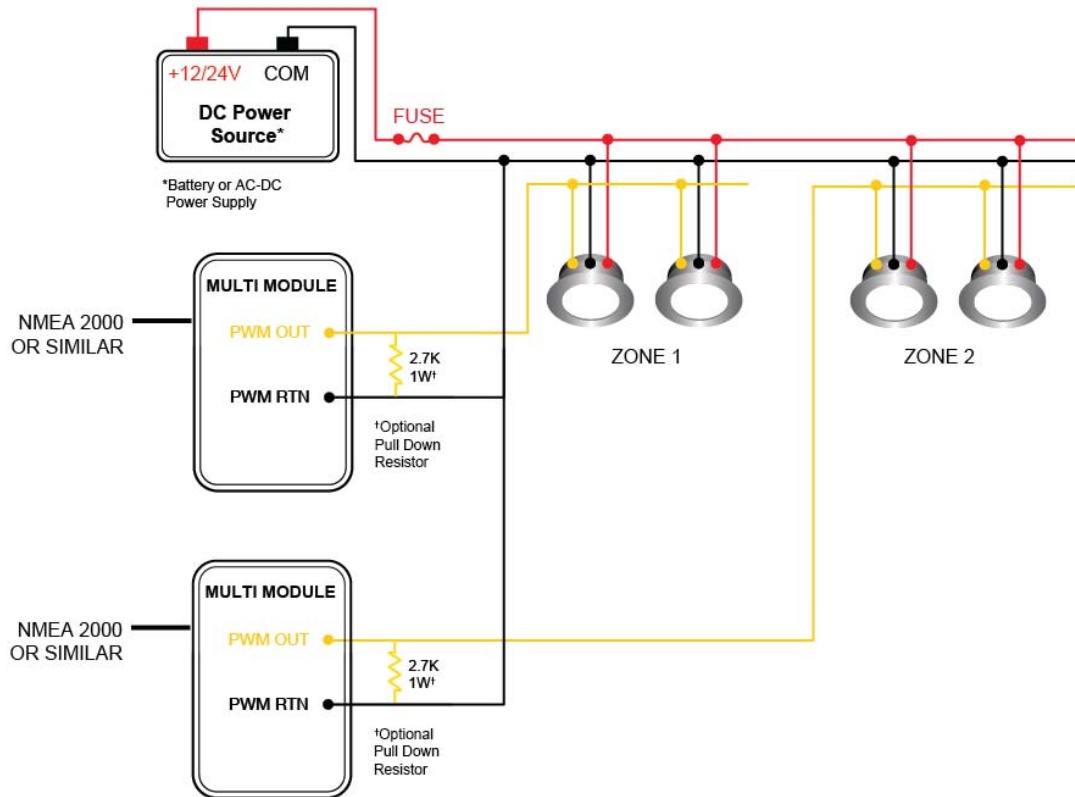 +12/24V COM
DC Power
Source*
*Battery or AC-DC
Power Supply
FUSE
ZONE 1
ZONE 2
NMEA 2000
OR SIMILAR
MULTI MODULE
PWM OUT
PWM RTN
2.7K
1W†
†Optional
Pull Down
Resistor
NMEA 2000
OR SIMILAR
MULTI MODULE
PWM OUT
PWM RTN
2.7K
1W†
†Optional
Pull Down
Resistor